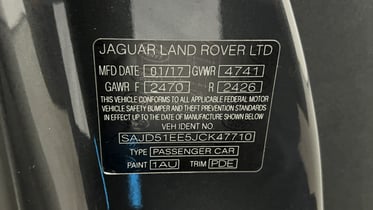 JAGUAR LAND ROVER LTD
MFD DATE 01/17 GVWR 4741
GAWR F 2470 R 2426
THIS VEHICLE CONFORMS TO ALL APPLICABLE FEDERAL MOTOR
VEHICLE SAFETY BUMPER AND THEFT PREVENTION STANDARDS
IN EFFECT UP TO THE DATE OF MANUFACTURE SHOWN ABOVE
VEH IDENT NO
SAJD51EE5JCK47710
TYPE PASSENGER CAR
PAINT 1AU TRIM PDE